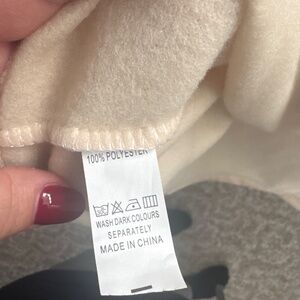 100% POLYESTER
WASH DARK COLOURS
SEPARATELY
MADE IN CHINA